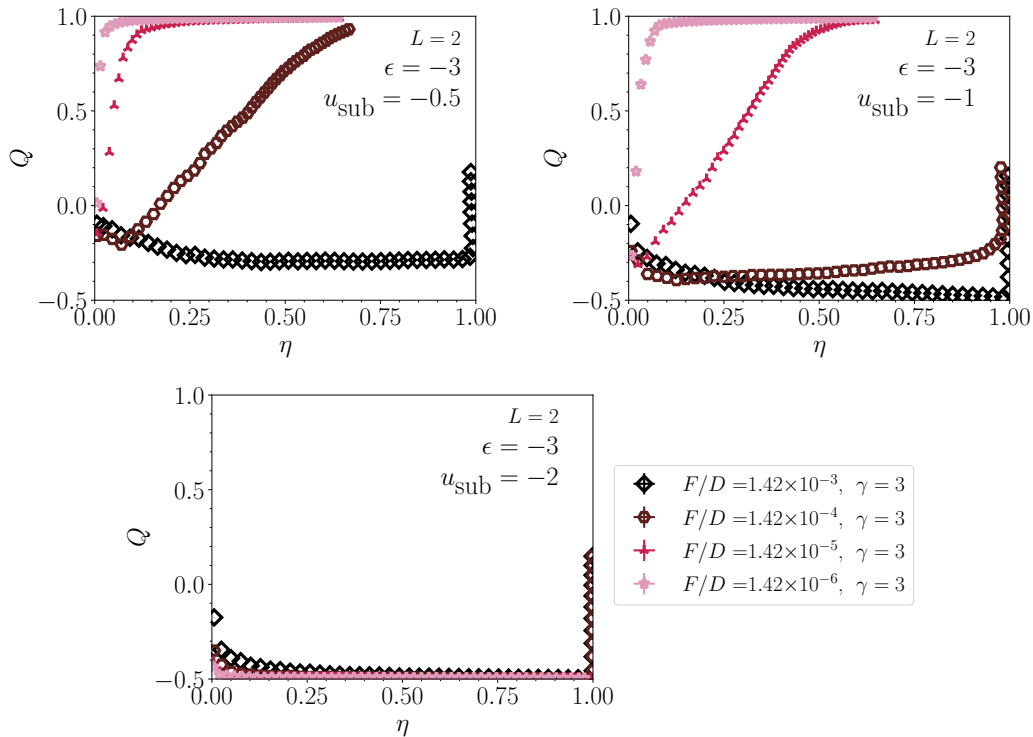 1.0
0.5
0.0
−0.5
Q
0.00
0.25
0.50
0.75
1.00
η
L = 2
ϵ = −3
u_sub = −0.5
1.0
0.5
0.0
−0.5
Q
0.00
0.25
0.50
0.75
1.00
η
L = 2
ϵ = −3
u_sub = −1
1.0
0.5
0.0
−0.5
Q
0.00
0.25
0.50
0.75
1.00
η
L = 2
ϵ = −3
u_sub = −2
F/D =1.42×10⁻³, γ = 3
F/D =1.42×10⁻⁴, γ = 3
F/D =1.42×10⁻⁵, γ = 3
F/D =1.42×10⁻⁶, γ = 3